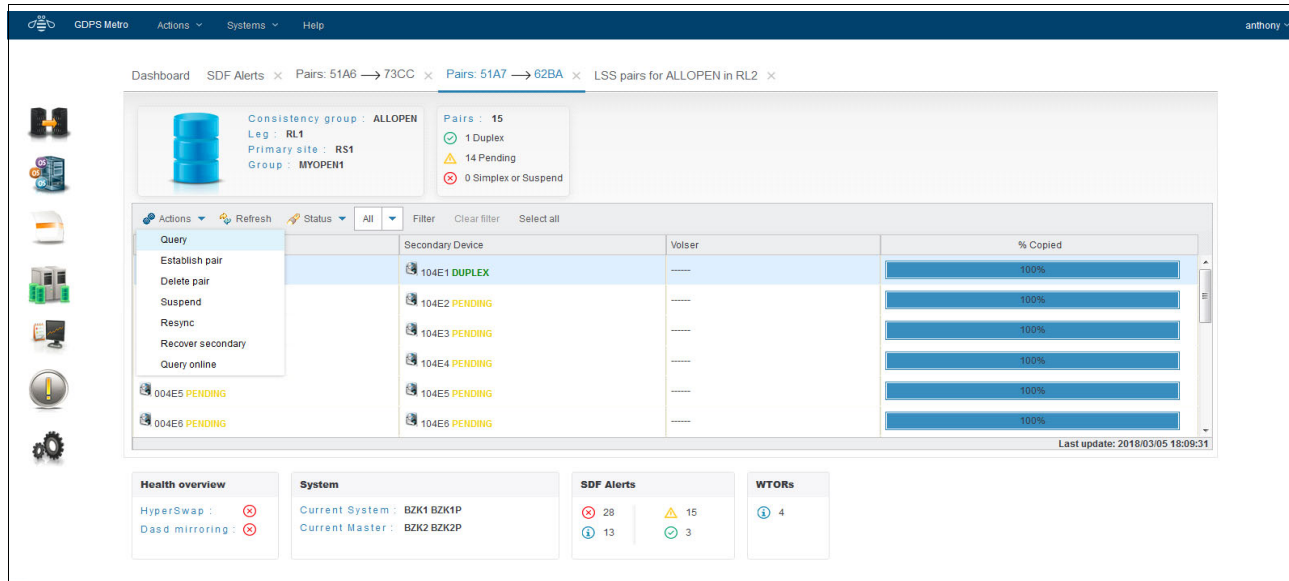 GDPS Metro Actions Systems Help anthony
Dashboard SDF Alerts × Pairs: 51A6 → 73CC × Pairs: 51A7 → 62BA × LSS pairs for ALLOPEN in RL2 ×
Consistency group : ALLOPEN
Leg : RL1
Primary site : RS1
Group : MYOPEN1
Pairs : 15
1 Duplex
14 Pending
0 Simplex or Suspend
Actions Refresh Status All Filter Clear filter Select all
Query
Establish pair
Delete pair
Suspend
Resync
Recover secondary
Query online
Secondary Device Volser % Copied
104E1 DUPLEX ------ 100%
104E2 PENDING ------ 100%
104E3 PENDING ------ 100%
104E4 PENDING ------ 100%
004E5 PENDING 104E5 PENDING ------ 100%
004E6 PENDING 104E6 PENDING ------ 100%
Last update: 2018/03/05 18:09:31
Health overview
HyperSwap :
Dasd mirroring :
System
Current System : BZK1 BZK1P
Current Master : BZK2 BZK2P
SDF Alerts
28 15
13 3
WTORs
4
OS
OS
OS